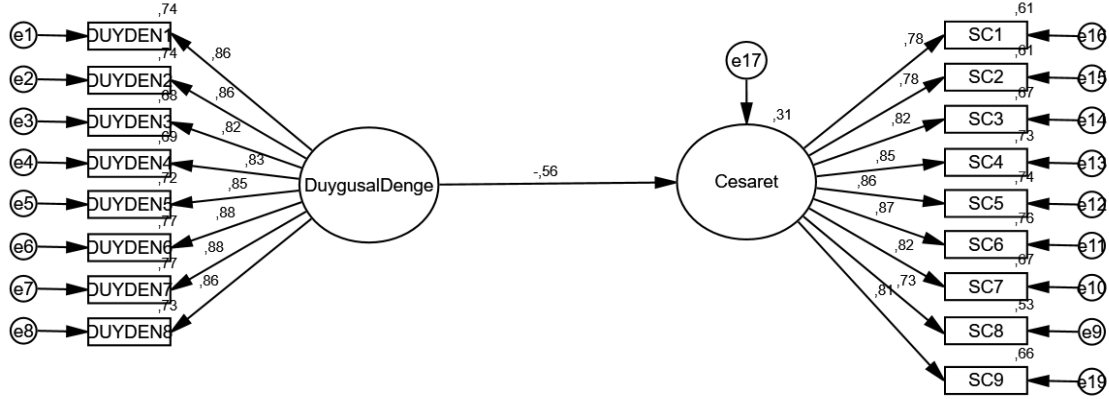 ,74
e1 DUYDEN1 ,86
,74
e2 DUYDEN2 ,86
,68
e3 DUYDEN3 ,82
,69
e4 DUYDEN4 ,83
,72
e5 DUYDEN5 ,85
,77
e6 DUYDEN6 ,88
,77
e7 DUYDEN7 ,88
,73
e8 DUYDEN8 ,86
DuygusalDenge
-,56
e17
,31
Cesaret
,61
,78 SC1 e16
,61
,78 SC2 e15
,67
,82 SC3 e14
,73
,85 SC4 e13
,74
,86 SC5 e12
,76
,87 SC6 e11
,67
,82 SC7 e10
,53
,73 SC8 e9
,66
,81 SC9 e19